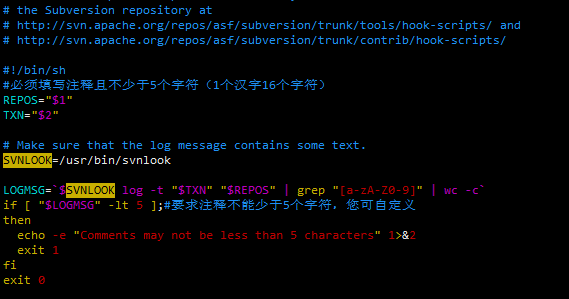 # the Subversion repository at
# http://svn.apache.org/repos/asf/subversion/trunk/tools/hook-scripts/ and
# http://svn.apache.org/repos/asf/subversion/trunk/contrib/hook-scripts/
#!/bin/sh
#必须填写注释且不少于5个字符（1个汉字16个字符）
REPOS="$1"
TXN="$2"
# Make sure that the log message contains some text.
SVNLOOK=/usr/bin/svnlook
LOGMSG=`$SVNLOOK log -t "$TXN" "$REPOS" | grep "[a-zA-Z0-9]" | wc -c`
if [ "$LOGMSG" -lt 5 ];#要求注释不能少于5个字符，您可自定义
then
echo -e "Comments may not be less than 5 characters" 1>&2
exit 1
fi
exit 0